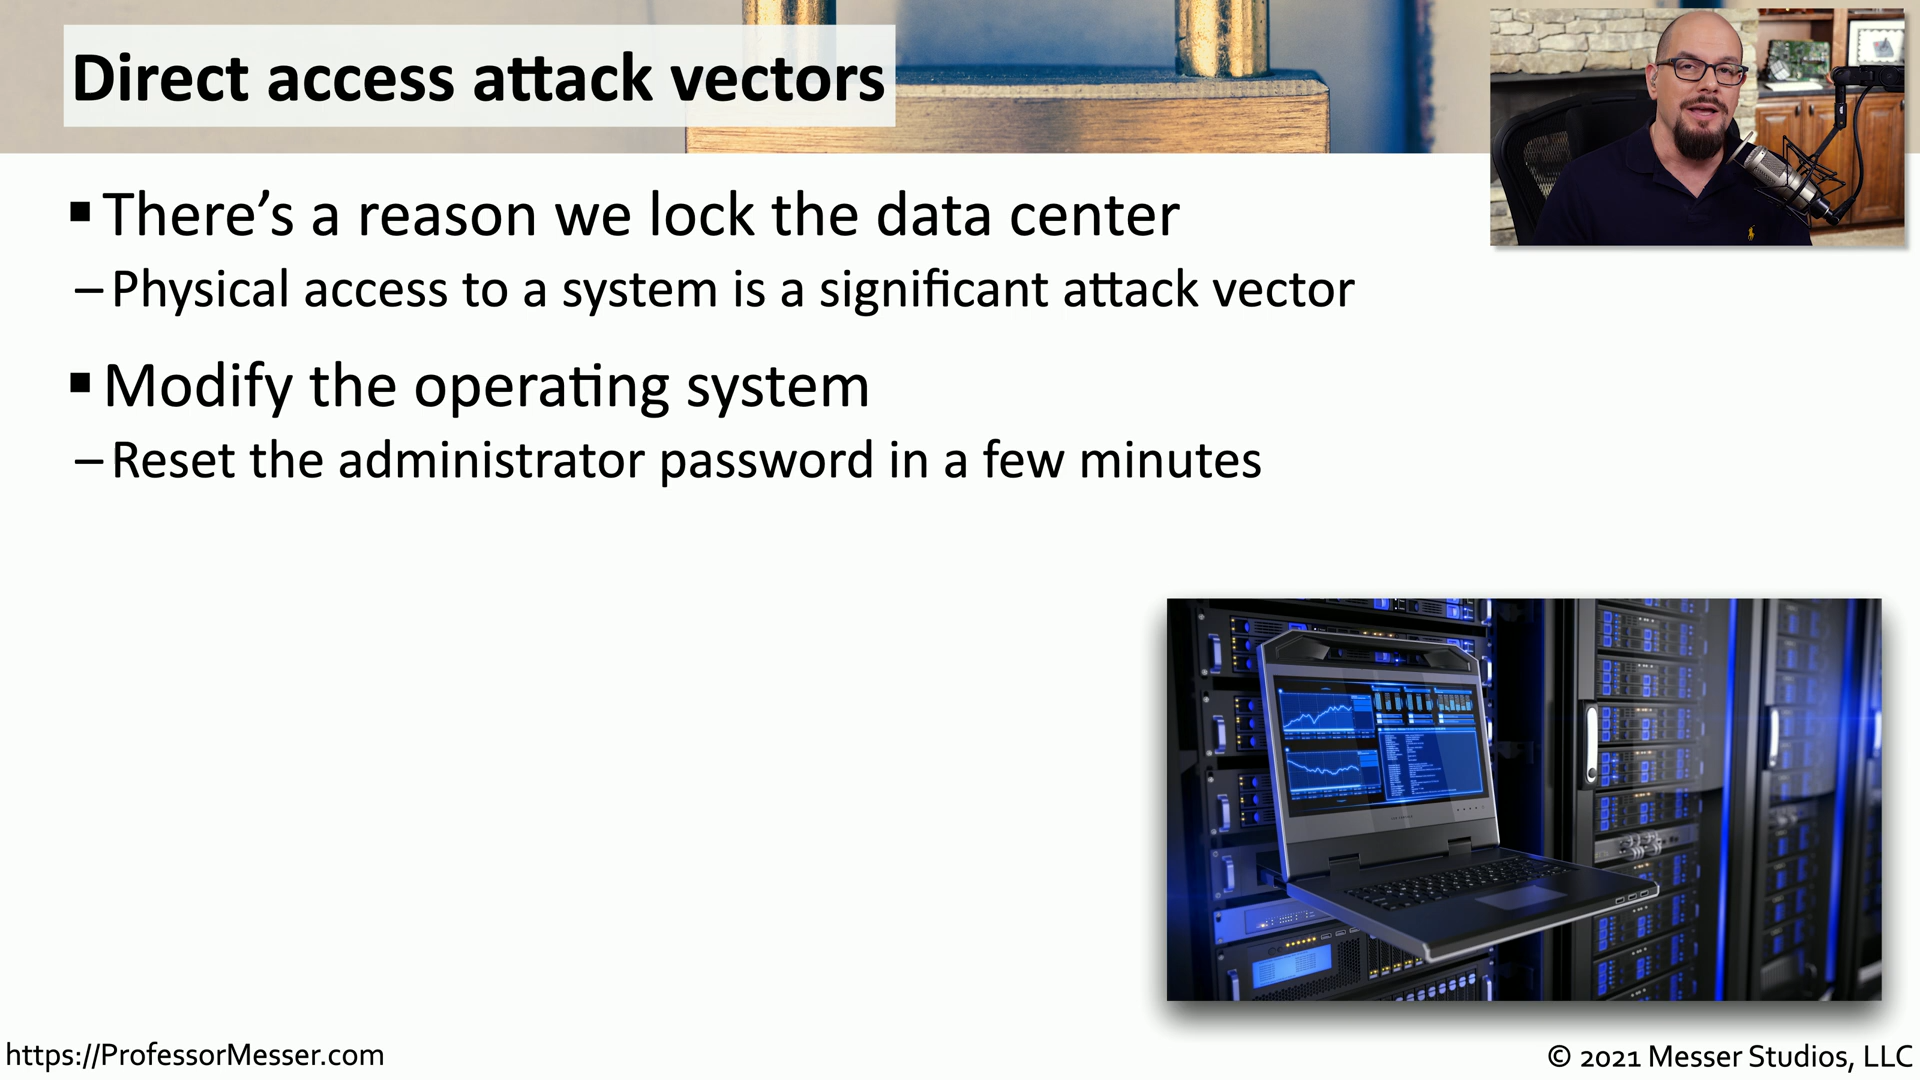 Direct access attack vectors
▪ There's a reason we lock the data center
– Physical access to a system is a significant attack vector
▪ Modify the operating system
– Reset the administrator password in a few minutes
https://ProfessorMesser.com
© 2021 Messer Studios, LLC